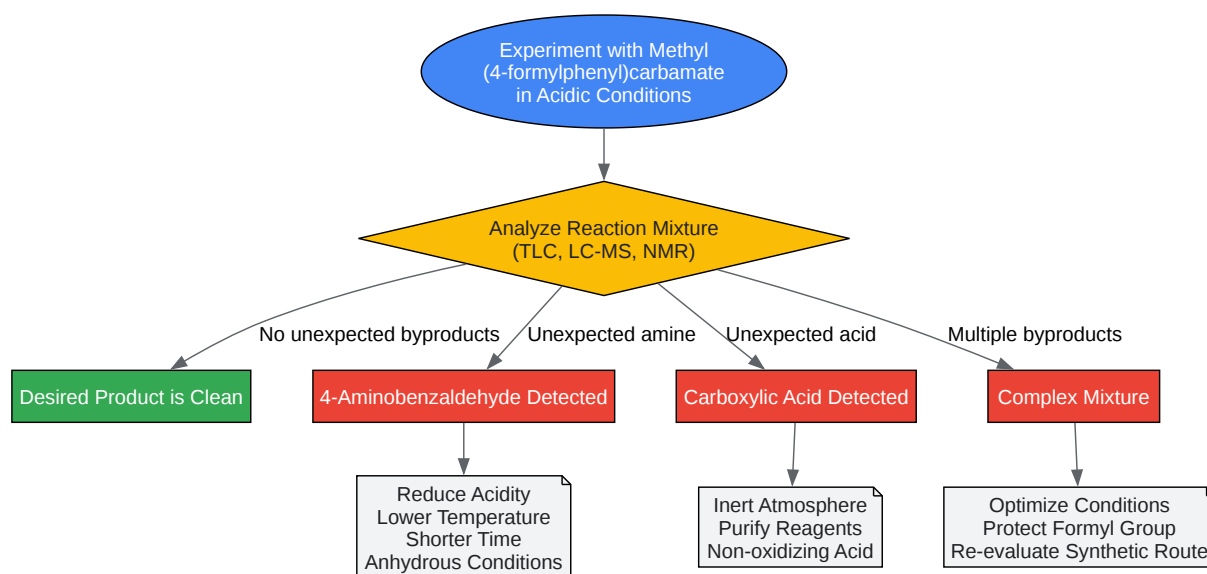 Experiment with Methyl
(4-formylphenyl)carbamate
in Acidic Conditions
Analyze Reaction Mixture
(TLC, LC-MS, NMR)
No unexpected byproducts
Unexpected amine
Unexpected acid
Multiple byproducts
Desired Product is Clean
4-Aminobenzaldehyde Detected
Carboxylic Acid Detected
Complex Mixture
Reduce Acidity
Lower Temperature
Shorter Time
Anhydrous Conditions
Inert Atmosphere
Purify Reagents
Non-oxidizing Acid
Optimize Conditions
Protect Formyl Group
Re-evaluate Synthetic Route